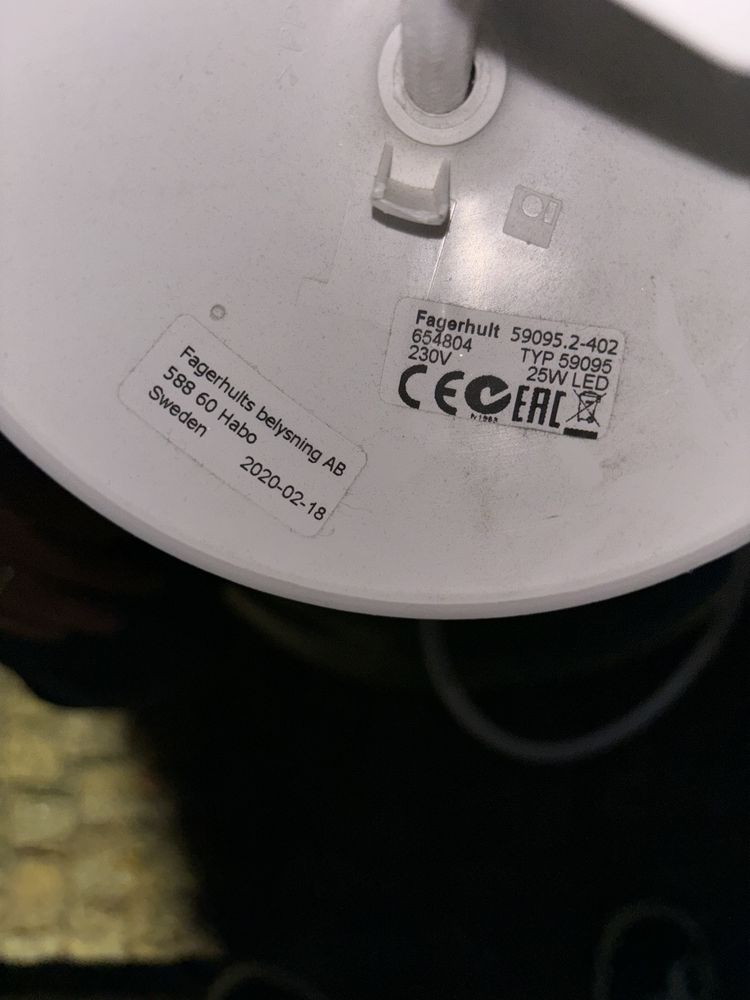 Fagerhult 59095.2-402
654804 TYP 59095
230V 25W LED
CE EAC
N1963
Fagerhults belysning AB
588 60 Habo
Sweden
2020-02-18